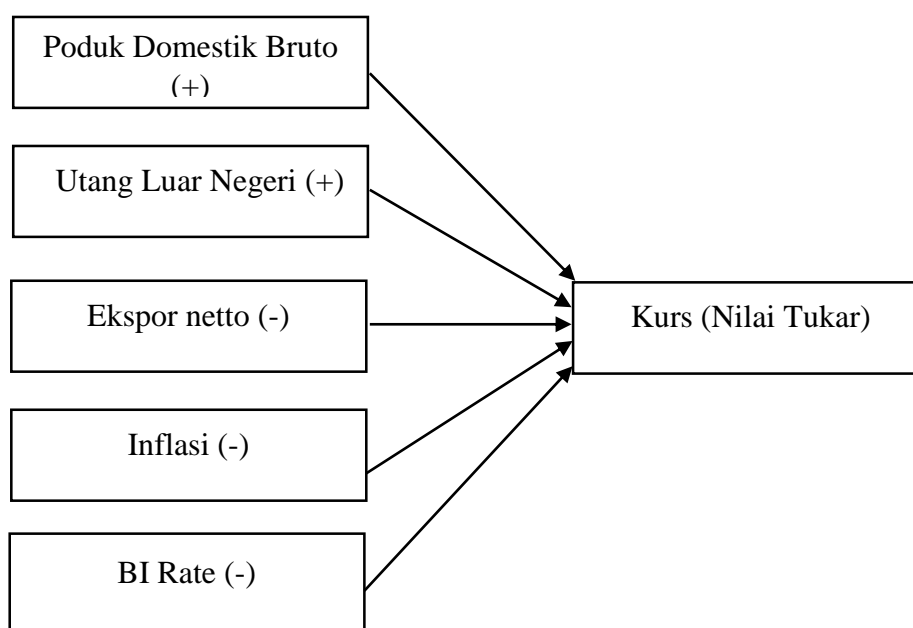 Poduk Domestik Bruto
(+)
Utang Luar Negeri (+)
Ekspor netto (-)
Kurs (Nilai Tukar)
Inflasi (-)
BI Rate (-)